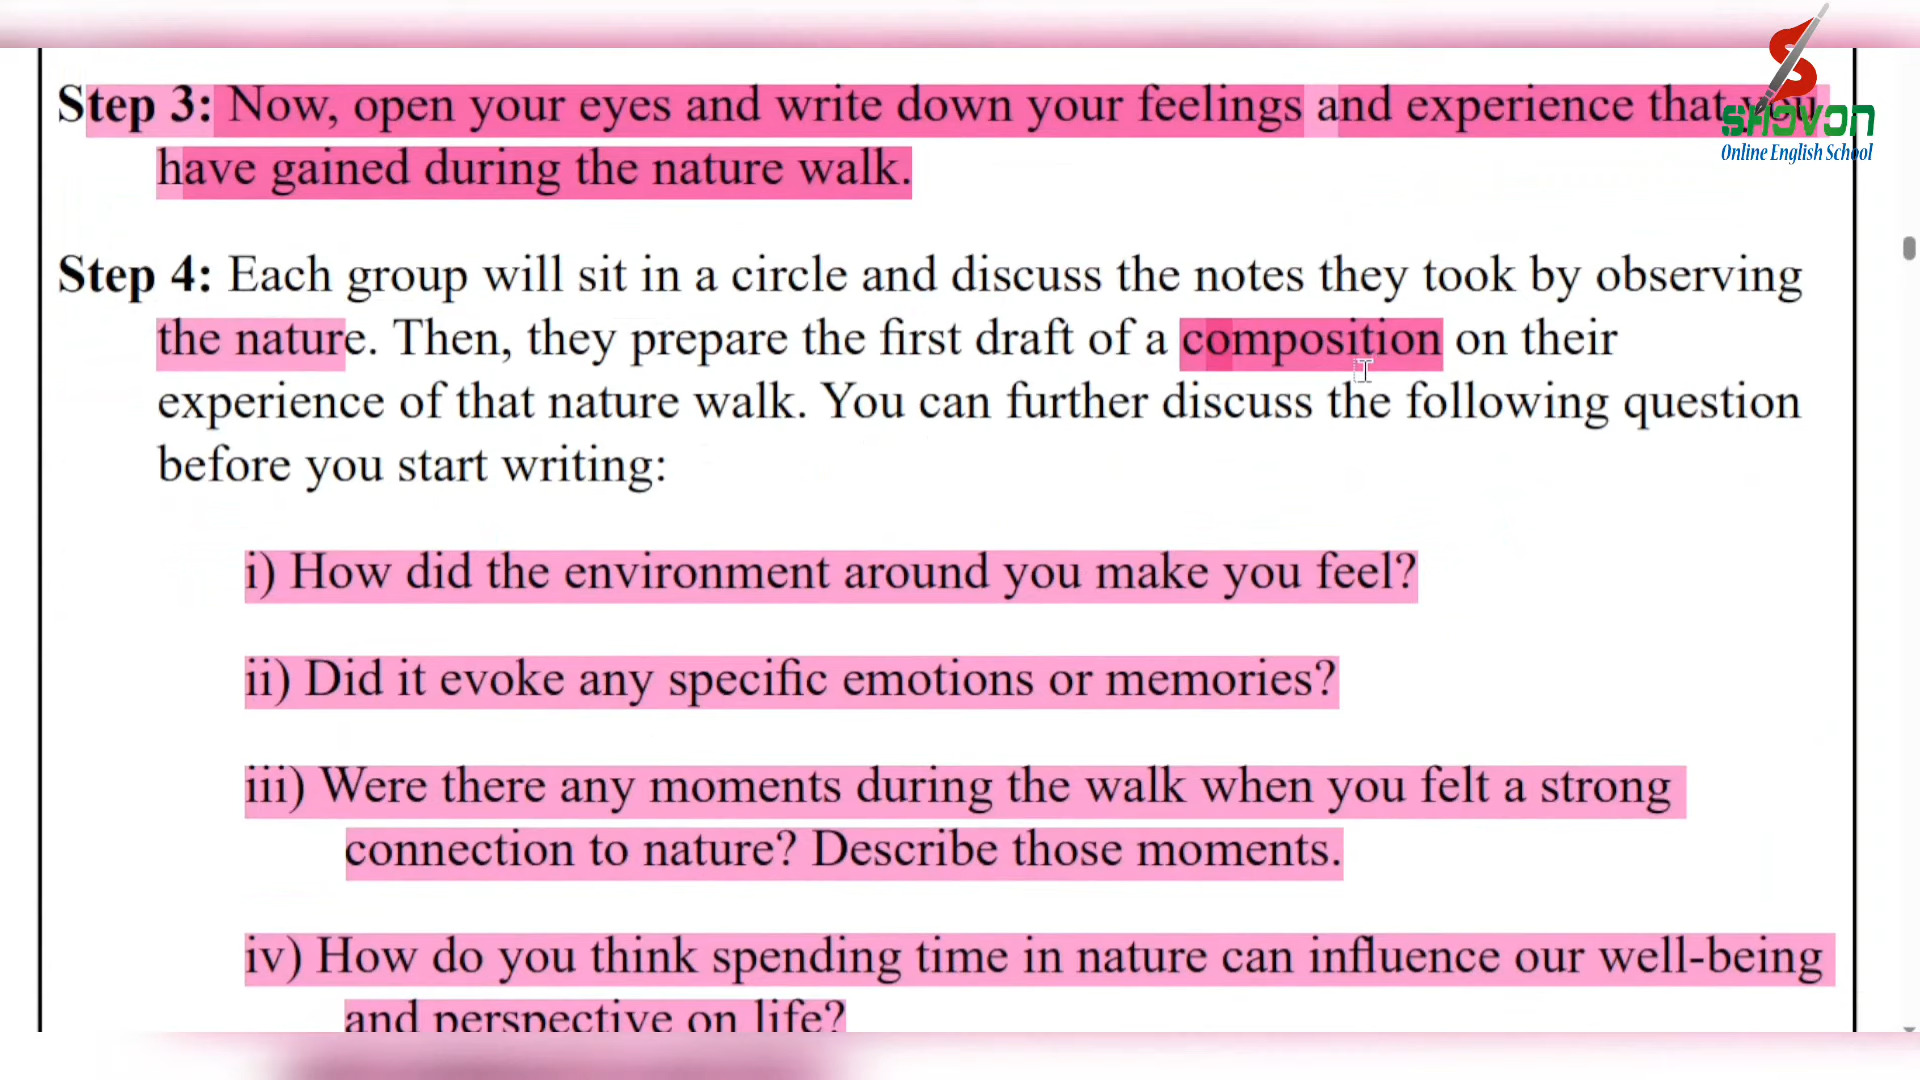 Step 3: Now, open your eyes and write down your feelings and experience that you
have gained during the nature walk.
Step 4: Each group will sit in a circle and discuss the notes they took by observing
the nature. Then, they prepare the first draft of a composition on their
experience of that nature walk. You can further discuss the following question
before you start writing:
i) How did the environment around you make you feel?
ii) Did it evoke any specific emotions or memories?
iii) Were there any moments during the walk when you felt a strong
connection to nature? Describe those moments.
iv) How do you think spending time in nature can influence our well-being
and perspective on life?
S
SHOVON
Online English School